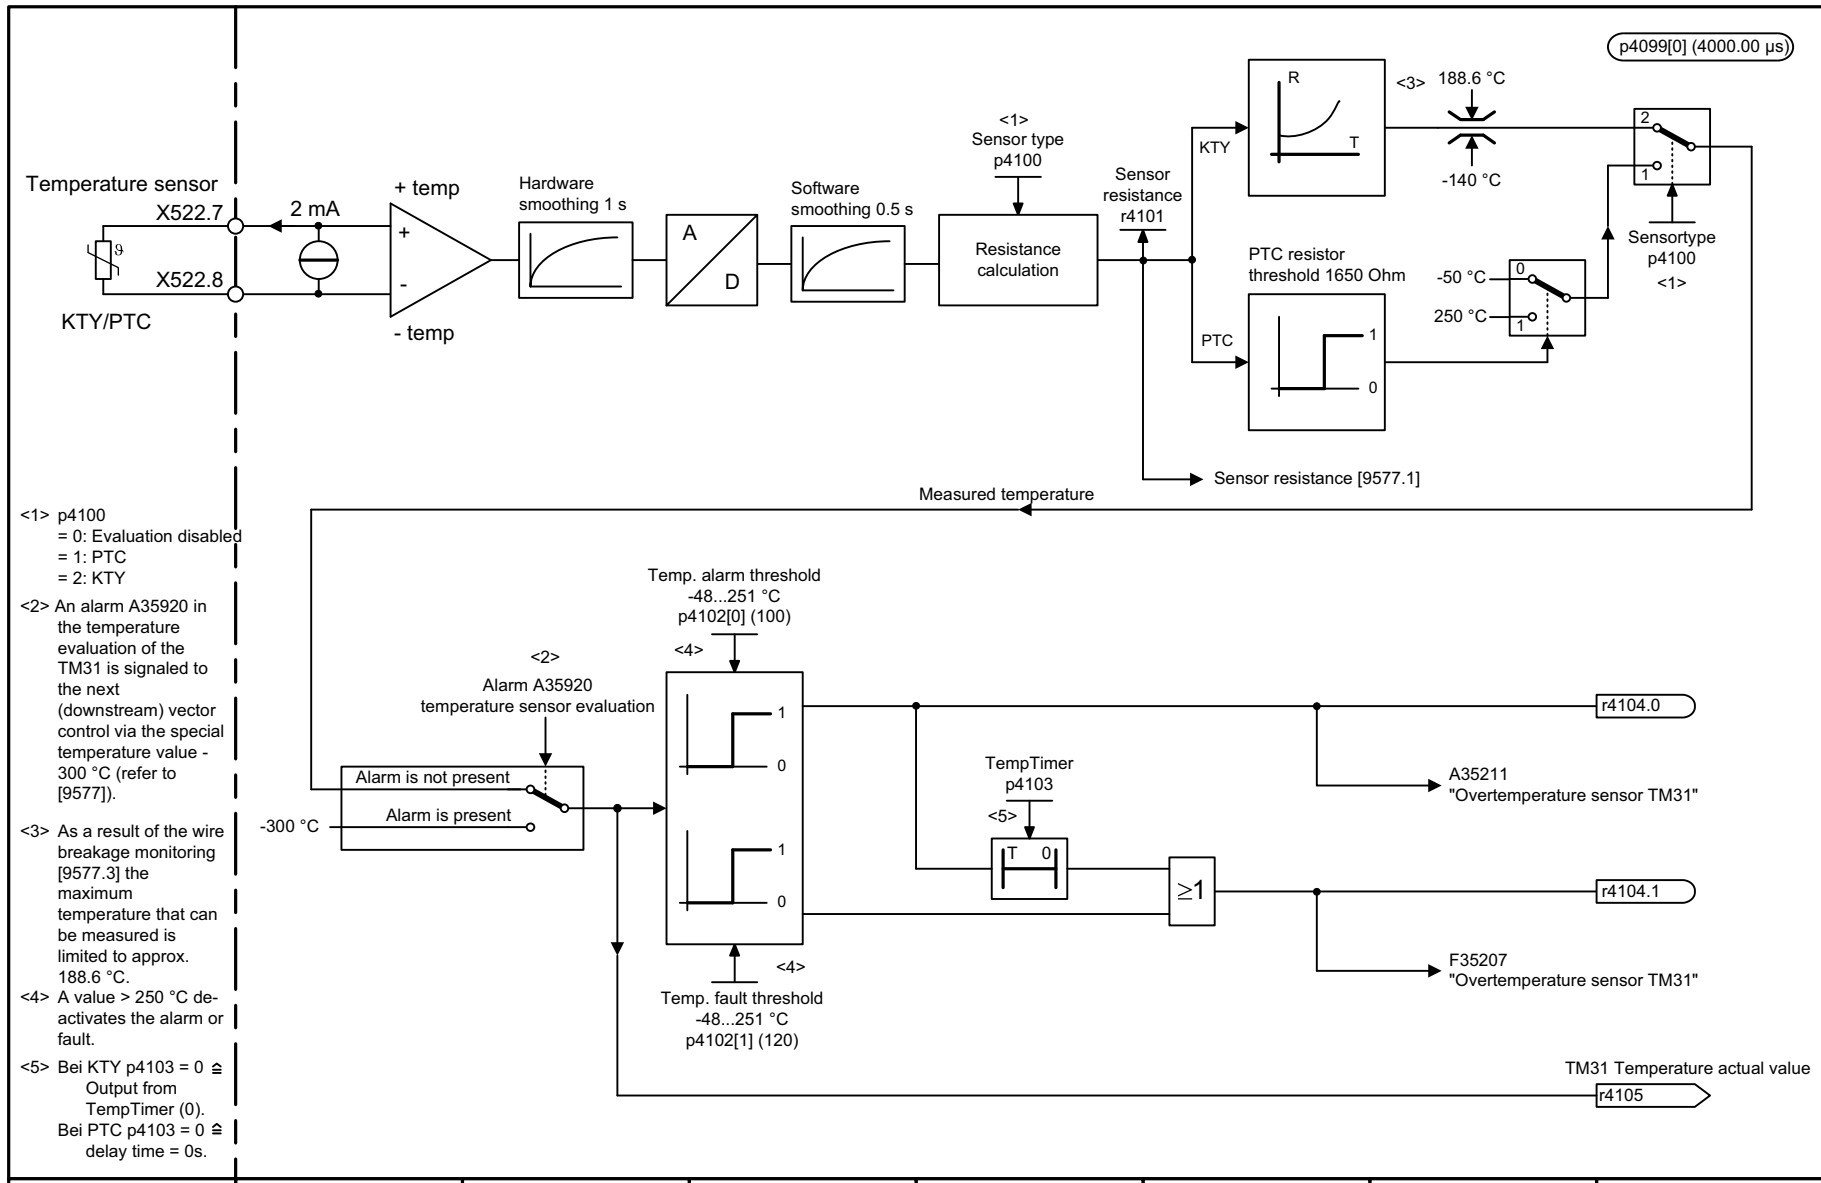 p4099[0] (4000.00 µs)
Temperature sensor
X522.7
X522.8
KTY/PTC
ϑ
2 mA
+ temp
+
-
- temp
Hardware
smoothing 1 s
A
D
Software
smoothing 0.5 s
<1>
Sensor type
p4100
Resistance
calculation
Sensor
resistance
r4101
KTY
PTC
R
T
<3>
188.6 °C
-140 °C
PTC resistor
threshold 1650 Ohm
1
0
-50 °C
250 °C
0
1
2
1
Sensortype
p4100
<1>
Sensor resistance [9577.1]
Measured temperature
<1> p4100
= 0: Evaluation disabled
= 1: PTC
= 2: KTY
<2> An alarm A35920 in
the temperature
evaluation of the
TM31 is signaled to
the next
(downstream) vector
control via the special
temperature value -
300 °C (refer to
[9577]).
<3> As a result of the wire
breakage monitoring
[9577.3] the
maximum
temperature that can
be measured is
limited to approx.
188.6 °C.
<4> A value > 250 °C de-
activates the alarm or
fault.
<5> Bei KTY p4103 = 0 ≙
Output from
TempTimer (0).
Bei PTC p4103 = 0 ≙
delay time = 0s.
<2>
Alarm A35920
temperature sensor evaluation
Alarm is not present
Alarm is present
-300 °C
Temp. alarm threshold
-48...251 °C
p4102[0] (100)
<4>
1
0
1
0
<4>
Temp. fault threshold
-48...251 °C
p4102[1] (120)
TempTimer
p4103
<5>
T 0
≥1
r4104.0
A35211
"Overtemperature sensor TM31"
r4104.1
F35207
"Overtemperature sensor TM31"
TM31 Temperature actual value
r4105